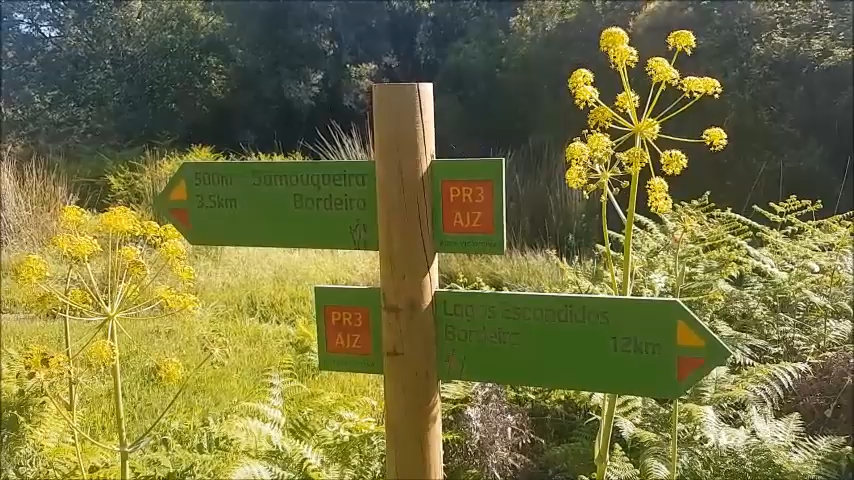 500m Samouqueira
3.5km Bordeira
PR3
AJZ
PR3
AJZ
Lagos Escondidos
Bordeira
12km